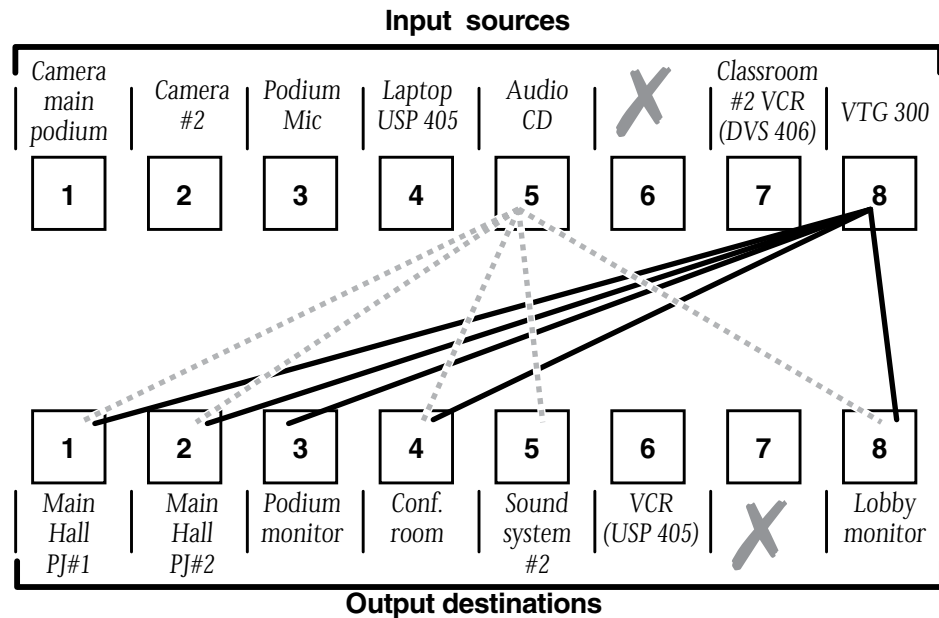 Input sources
Camera
main
podium
Camera
#2
Podium
Mic
Laptop
USP 405
Audio
CD
Classroom
#2 VCR
(DVS 406)
VTG 300
1 2 3 4 5 6 7 8
1 2 3 4 5 6 7 8
Main
Hall
PJ#1
Main
Hall
PJ#2
Podium
monitor
Conf.
room
Sound
system
#2
VCR
(USP 405)
Lobby
monitor
Output destinations